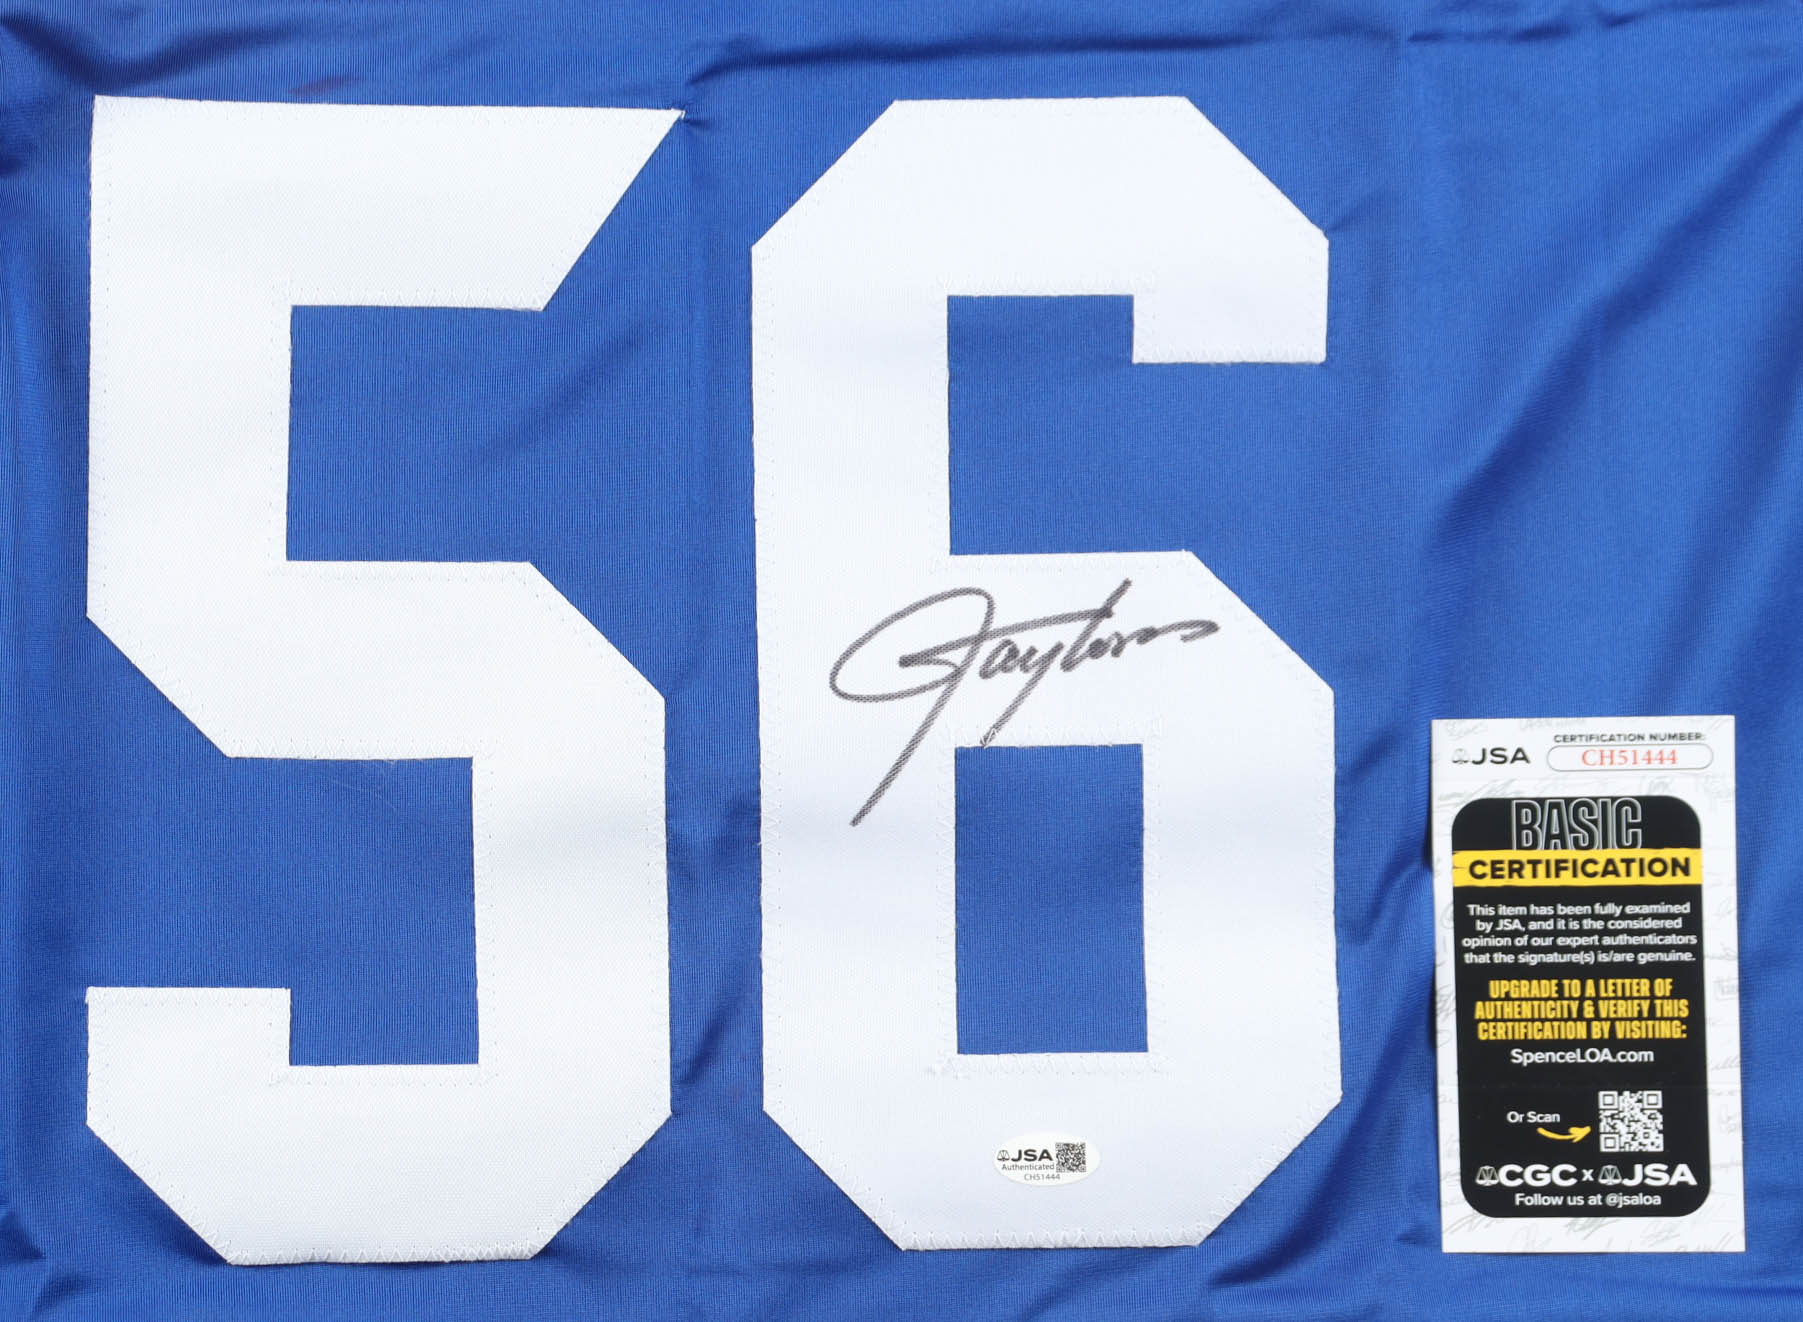 56
Taylor
JSA
Authenticated
CH51444
JSA
CERTIFICATION NUMBER:
CH51444
BASIC
CERTIFICATION
This item has been fully examined
by JSA, and it is the considered
opinion of our expert authenticators
that the signature(s) is/are genuine.
UPGRADE TO A LETTER OF
AUTHENTICITY & VERIFY THIS
CERTIFICATION BY VISITING:
SpenceLOA.com
Or Scan
CGC x JSA
Follow us at @jsaloa